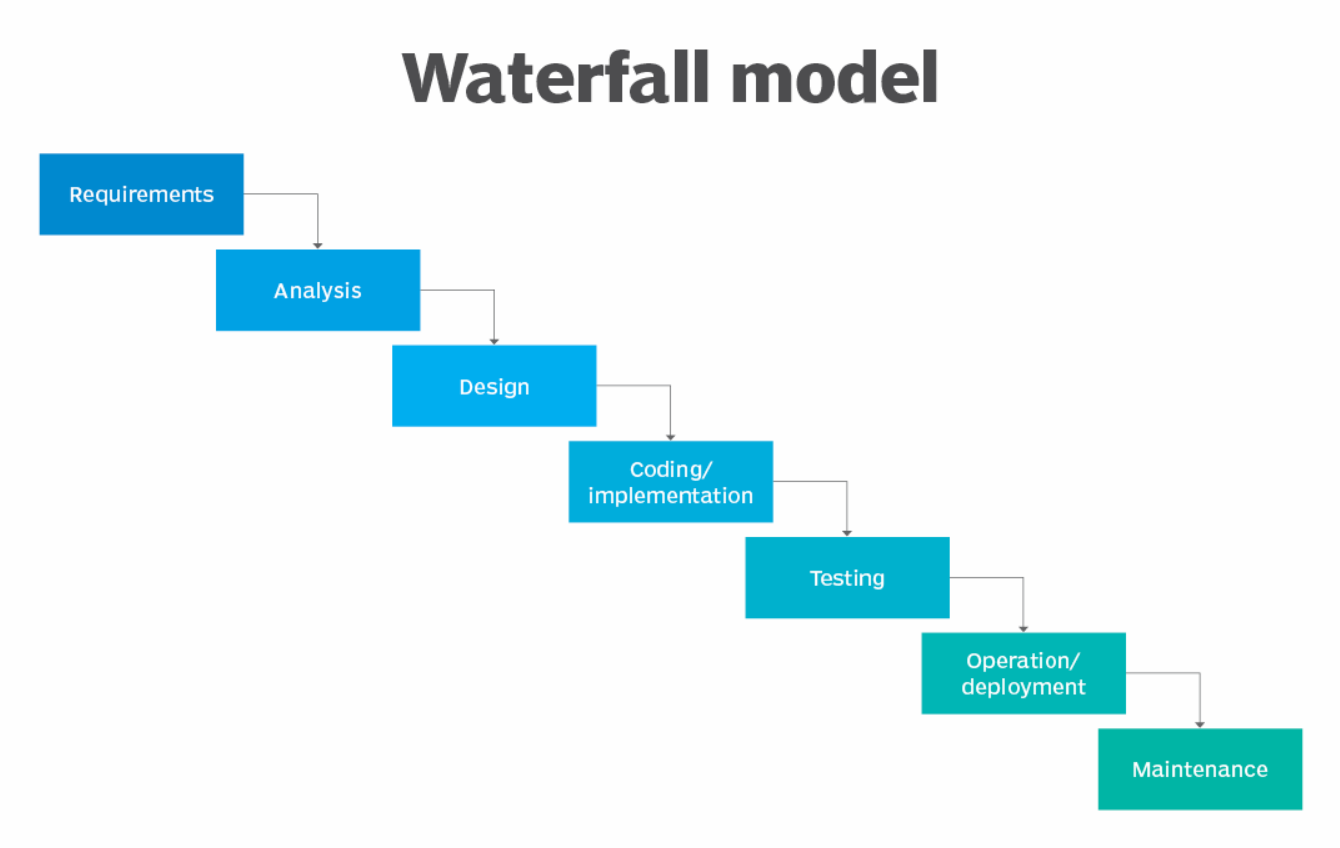 Waterfall model
Requirements
Analysis
Design
Coding/
implementation
Testing
Operation/
deployment
Maintenance